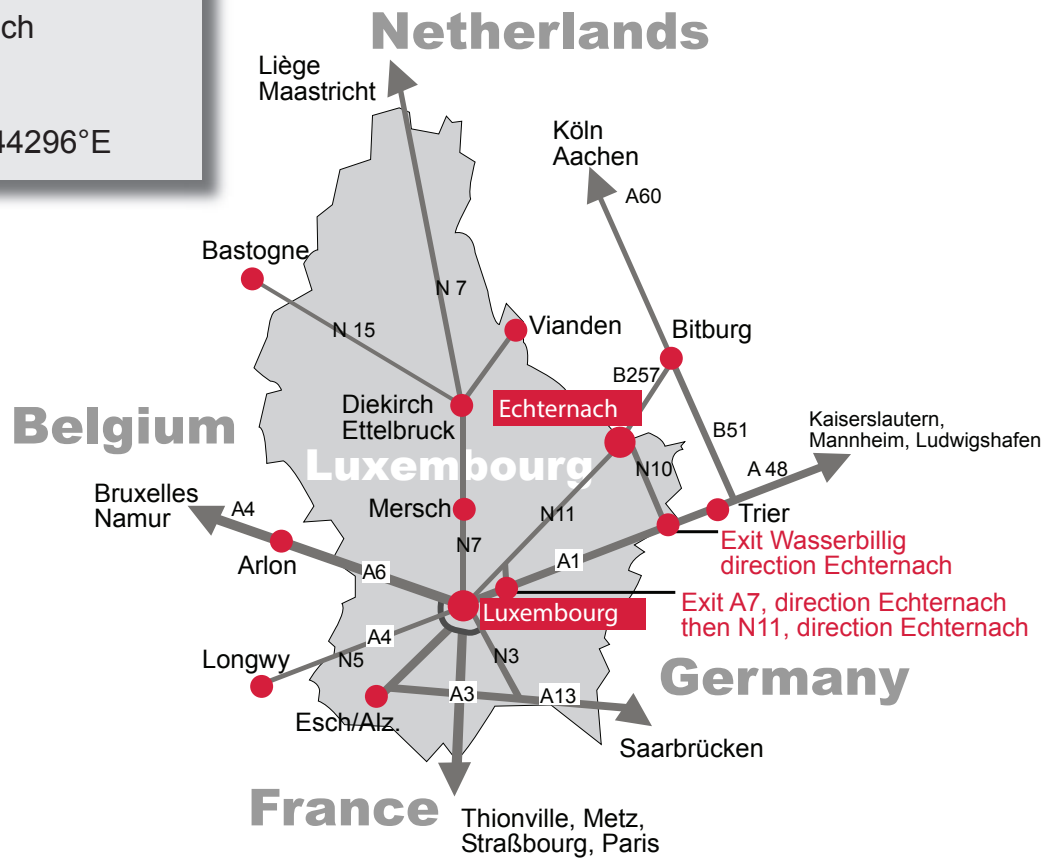 ch
44296°E
Netherlands
Liège
Maastricht
Köln
Aachen
A60
Bastogne
N 7
N 15
Vianden
Bitburg
B257
Diekirch
Ettelbruck
Echternach
Belgium
Kaiserslautern,
Mannheim, Ludwigshafen
B51
Luxembourg
N10
A 48
Bruxelles
Namur
A4
Mersch
N11
Trier
Exit Wasserbillig
direction Echternach
Arlon
N7
A1
A6
Luxembourg
Exit A7, direction Echternach
then N11, direction Echternach
A4
N5
Longwy
N3
Germany
A3
A13
Esch/Alz.
Saarbrücken
France
Thionville, Metz,
Straßbourg, Paris